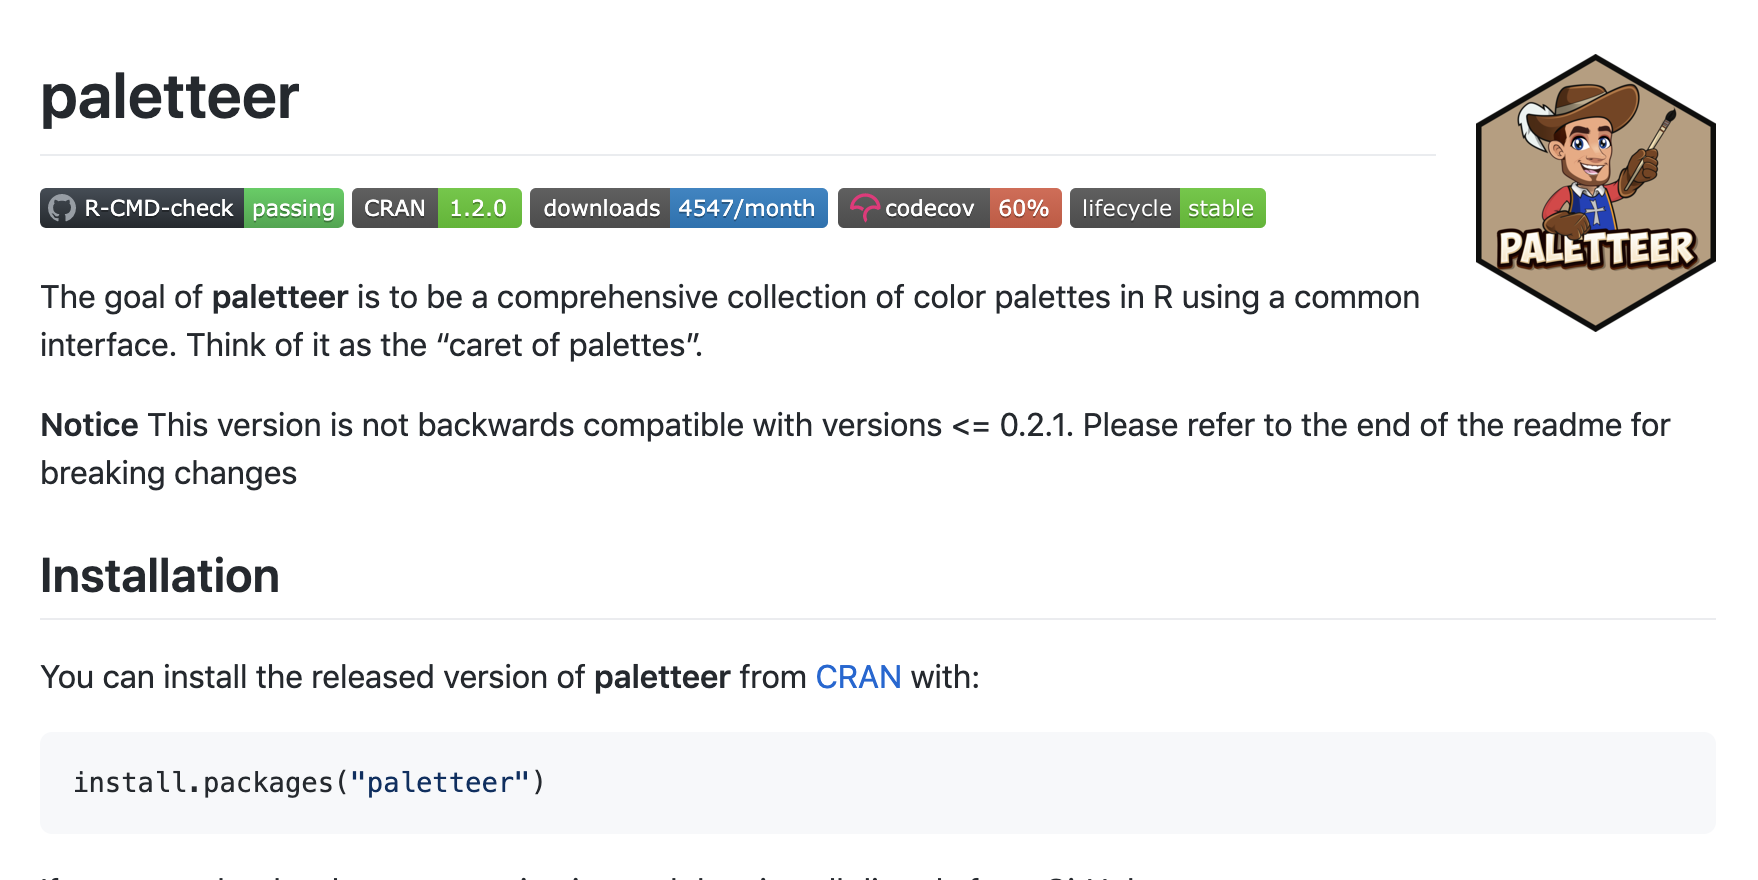 paletteer
R-CMD-check passing CRAN 1.2.0 downloads 4547/month codecov 60% lifecycle stable
PALETTEER
The goal of paletteer is to be a comprehensive collection of color palettes in R using a common
interface. Think of it as the “caret of palettes”.
Notice This version is not backwards compatible with versions <= 0.2.1. Please refer to the end of the readme for
breaking changes
Installation
You can install the released version of paletteer from CRAN with:
install.packages("paletteer")